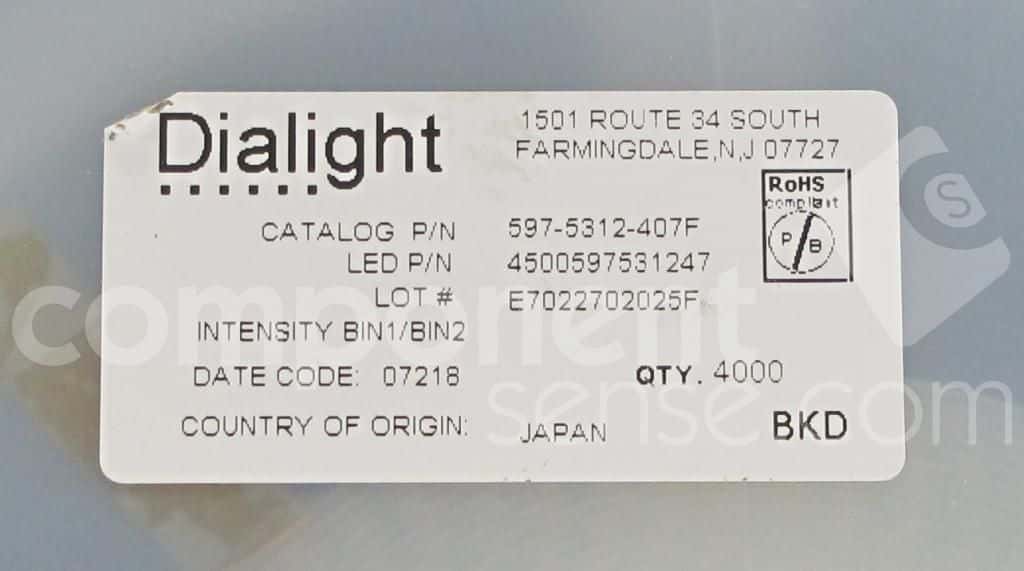 Dialight
1501 ROUTE 34 SOUTH
FARMINGDALE,N,J 07727
RoHS
compliant
P/B
CATALOG P/N 597-5312-407F
LED P/N 4500597531247
LOT # E7022702025F
INTENSITY BIN1/BIN2
DATE CODE: 07218 QTY. 4000
COUNTRY OF ORIGIN: JAPAN BKD
component
sense.com
CS